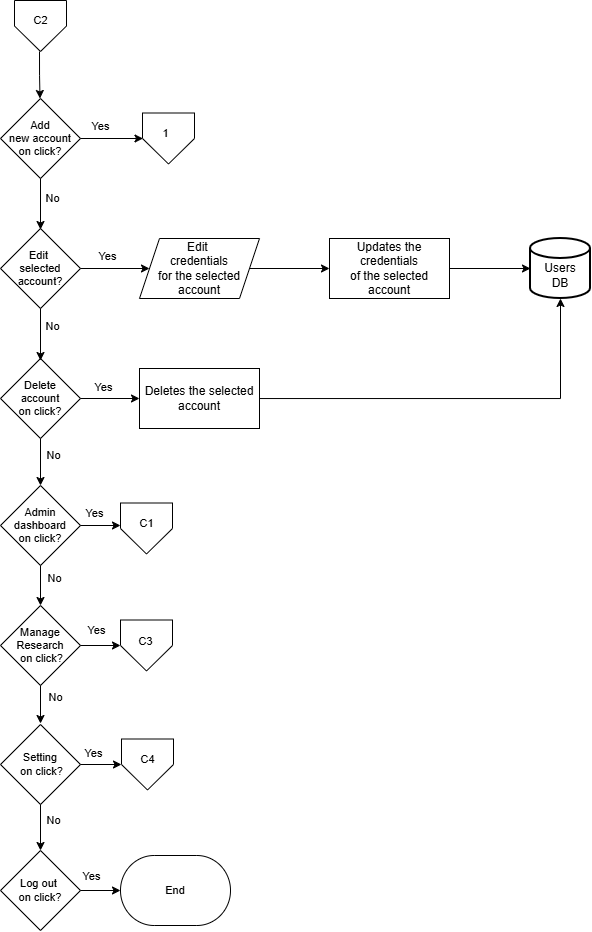 C2
Add
new account
on click?
Yes
1
No
Edit
selected
account?
Yes
Edit
credentials
for the selected
account
Updates the
credentials
of the selected
account
Users
DB
No
Delete
account
on click?
Yes
Deletes the selected
account
No
Admin
dashboard
on click?
Yes
C1
No
Manage
Research
on click?
Yes
C3
No
Setting
on click?
Yes
C4
No
Log out
on click?
Yes
End